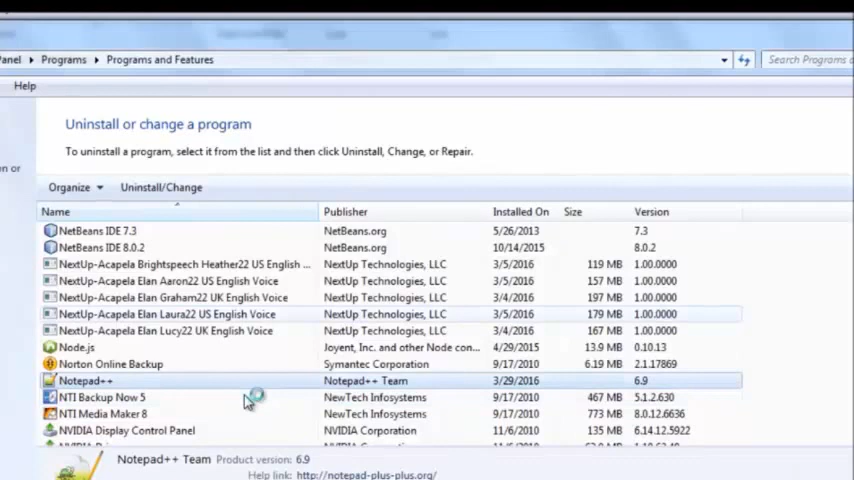 Panel ▸ Programs ▸ Programs and Features
Search Programs
Help
Uninstall or change a program
To uninstall a program, select it from the list and then click Uninstall, Change, or Repair.
en or
Organize Uninstall/Change
Name Publisher Installed On Size Version
NetBeans IDE 7.3 NetBeans.org 5/26/2013 7.3
NetBeans IDE 8.0.2 NetBeans.org 10/14/2015 8.0.2
NextUp-Acapela Brightspeech Heather22 US English ... NextUp Technologies, LLC 3/5/2016 119 MB 1.00.0000
NextUp-Acapela Elan Aaron22 US English Voice NextUp Technologies, LLC 3/5/2016 157 MB 1.00.0000
NextUp-Acapela Elan Graham22 UK English Voice NextUp Technologies, LLC 3/4/2016 197 MB 1.00.0000
NextUp-Acapela Elan Laura22 US English Voice NextUp Technologies, LLC 3/5/2016 179 MB 1.00.0000
NextUp-Acapela Elan Lucy22 UK English Voice NextUp Technologies, LLC 3/4/2016 167 MB 1.00.0000
Node.js Joyent, Inc. and other Node con... 4/29/2015 13.9 MB 0.10.13
Norton Online Backup Symantec Corporation 9/17/2010 6.19 MB 2.1.17869
Notepad++ Notepad++ Team 3/29/2016 6.9
NTI Backup Now 5 NewTech Infosystems 9/17/2010 467 MB 5.1.2.630
NTI Media Maker 8 NewTech Infosystems 9/17/2010 773 MB 8.0.12.6636
NVIDIA Display Control Panel NVIDIA Corporation 11/6/2010 135 MB 6.14.12.5922
Notepad++ Team Product version: 6.9
Help link: http://notepad-plus-plus.org/